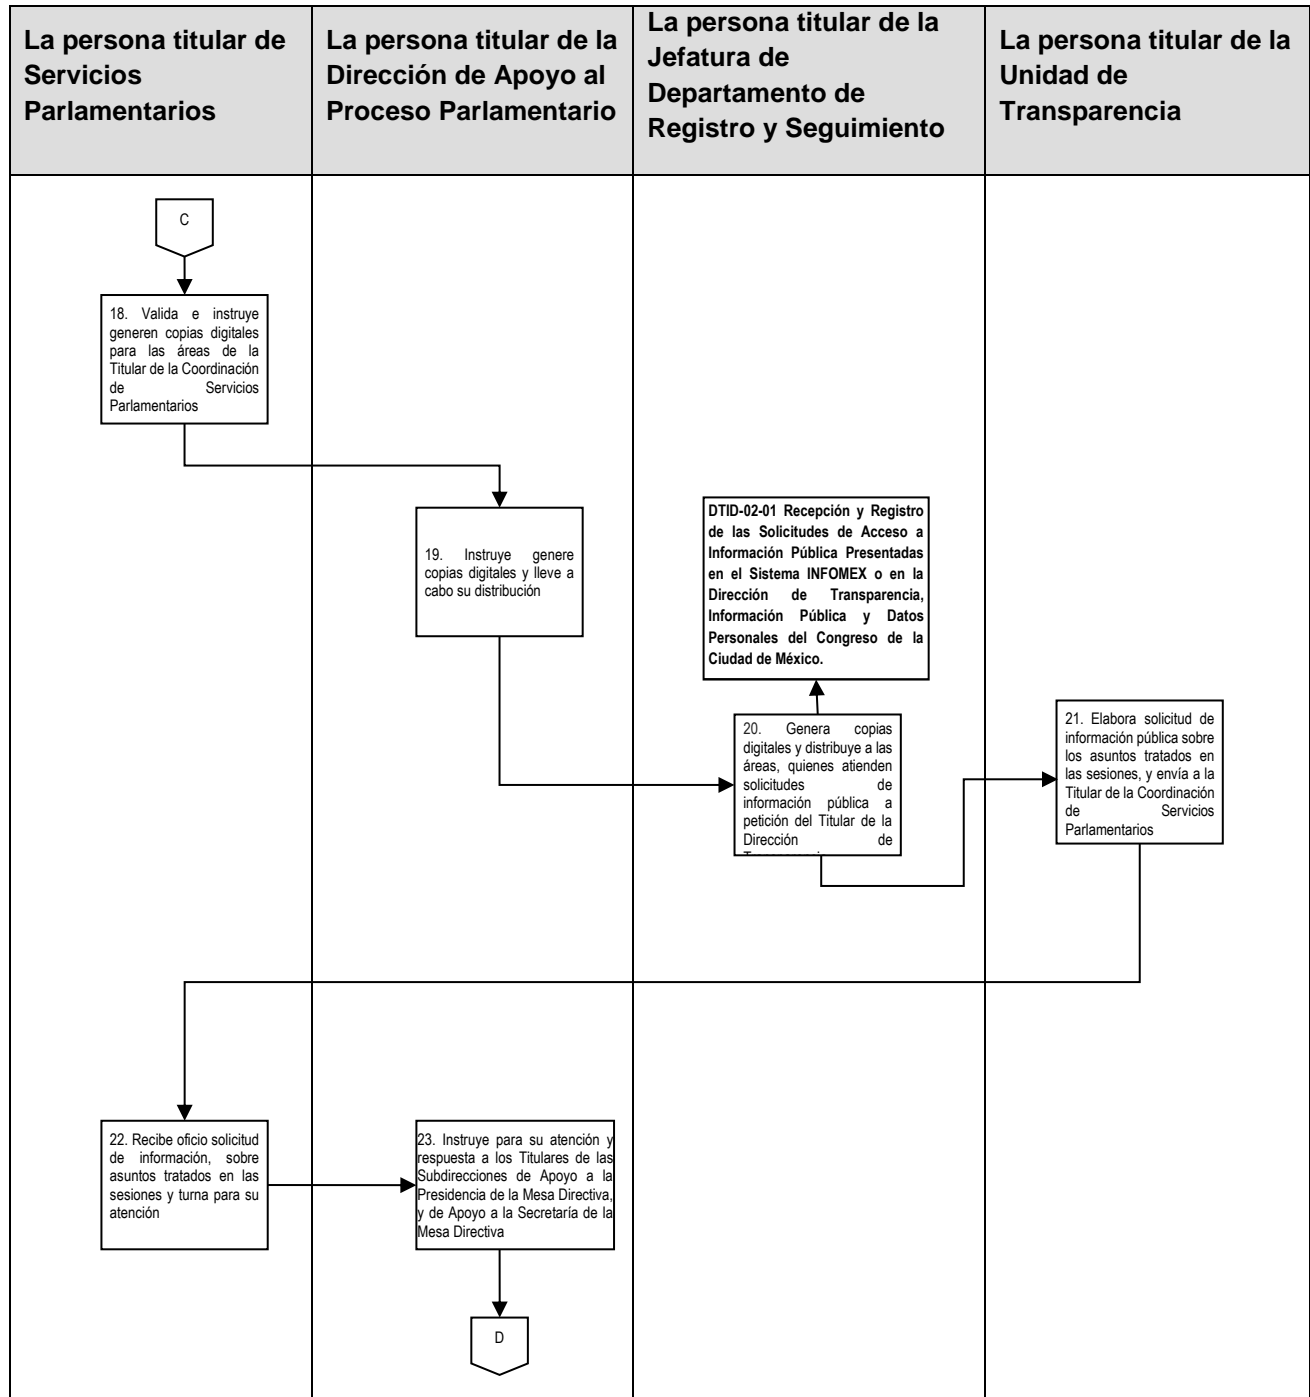 La persona titular de
Servicios
Parlamentarios
La persona titular de la
Dirección de Apoyo al
Proceso Parlamentario
La persona titular de la
Jefatura de
Departamento de
Registro y Seguimiento
La persona titular de la
Unidad de
Transparencia
C
18. Valida e instruye
generen copias digitales
para las áreas de la
Titular de la Coordinación
de Servicios
Parlamentarios
19. Instruye genere
copias digitales y lleve a
cabo su distribución
DTID-02-01 Recepción y Registro
de las Solicitudes de Acceso a
Información Pública Presentadas
en el Sistema INFOMEX o en la
Dirección de Transparencia,
Información Pública y Datos
Personales del Congreso de la
Ciudad de México.
20. Genera copias
digitales y distribuye a las
áreas, quienes atienden
solicitudes de
información pública a
petición del Titular de la
Dirección de
21. Elabora solicitud de
información pública sobre
los asuntos tratados en
las sesiones, y envía a la
Titular de la Coordinación
de Servicios
Parlamentarios
22. Recibe oficio solicitud
de información, sobre
asuntos tratados en las
sesiones y turna para su
atención
23. Instruye para su atención y
respuesta a los Titulares de las
Subdirecciones de Apoyo a la
Presidencia de la Mesa Directiva,
y de Apoyo a la Secretaría de la
Mesa Directiva
D